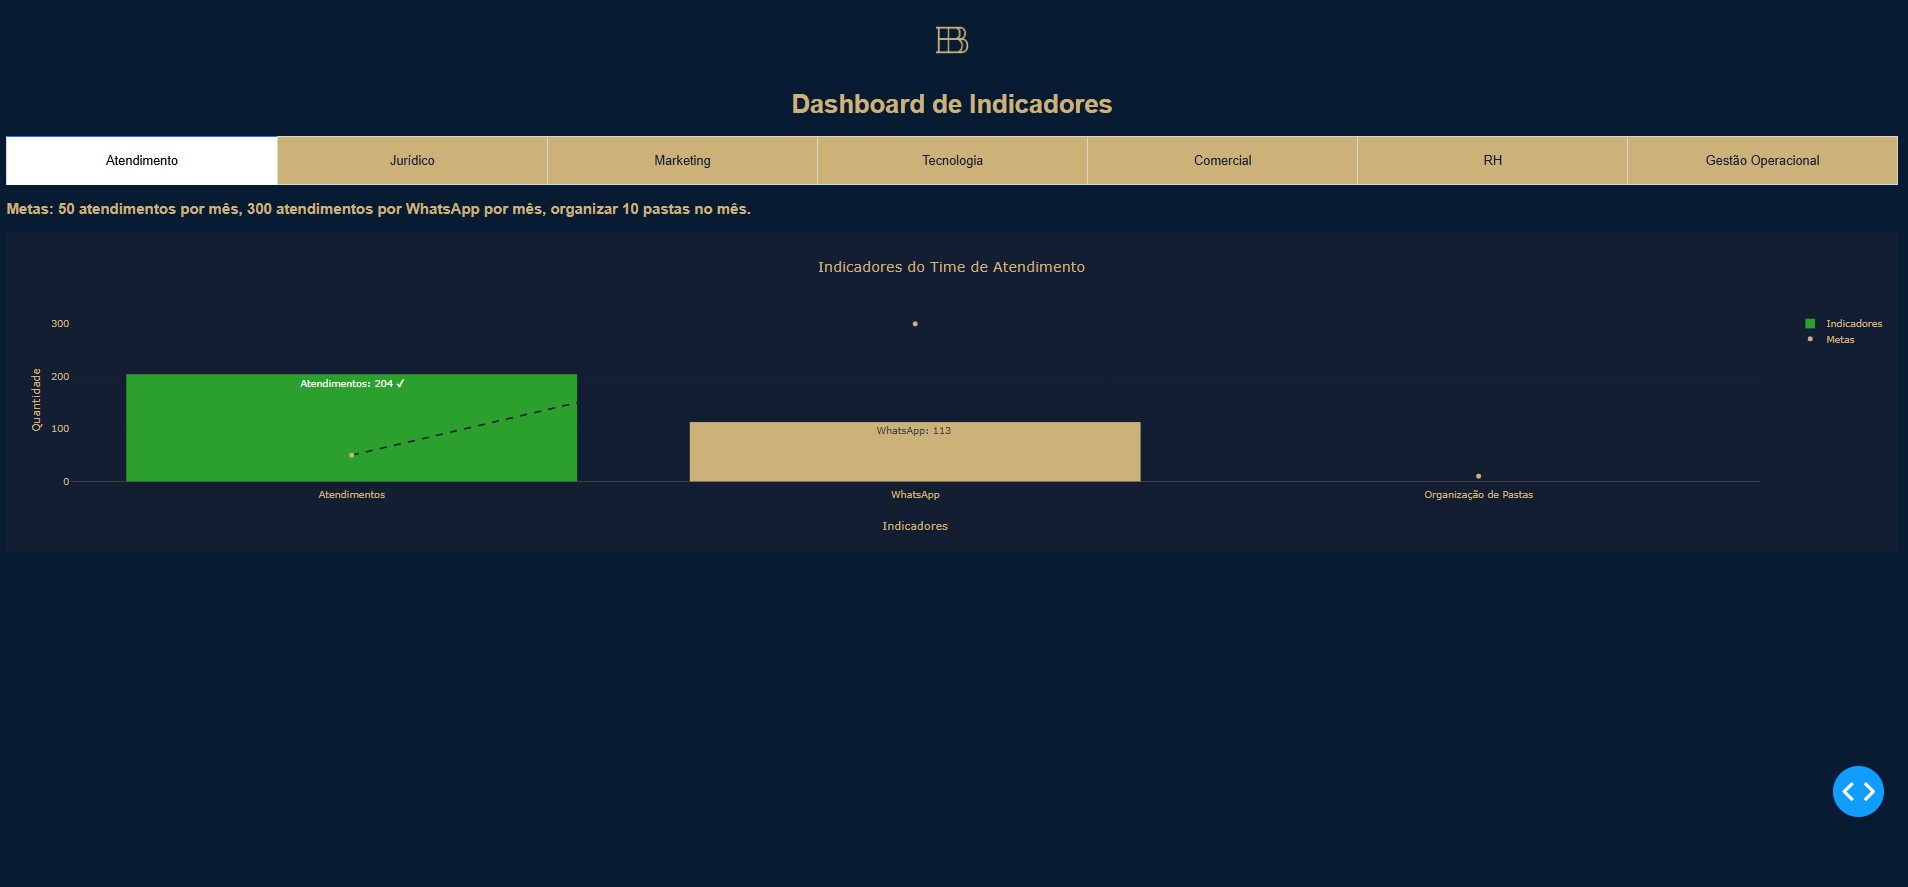 B
Dashboard de Indicadores
Atendimento
Jurídico
Marketing
Tecnologia
Comercial
RH
Gestão Operacional
Metas: 50 atendimentos por mês, 300 atendimentos por WhatsApp por mês, organizar 10 pastas no mês.
Indicadores do Time de Atendimento
Quantidade
300
200
100
0
Atendimentos: 204 ✓
WhatsApp: 113
Atendimentos
WhatsApp
Organização de Pastas
Indicadores
Indicadores
Metas